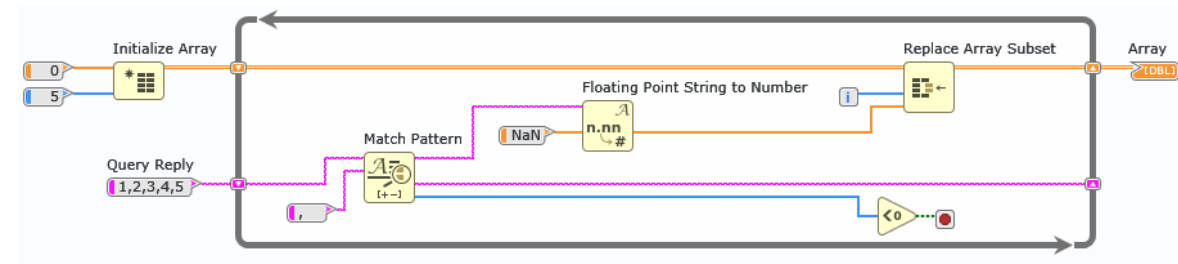 Initialize Array
Replace Array Subset
Array
0
5
[DBL]
Floating Point String to Number
i
NaN
n.nn
#
Match Pattern
Query Reply
1,2,3,4,5
A
A
[+-]
,
<0